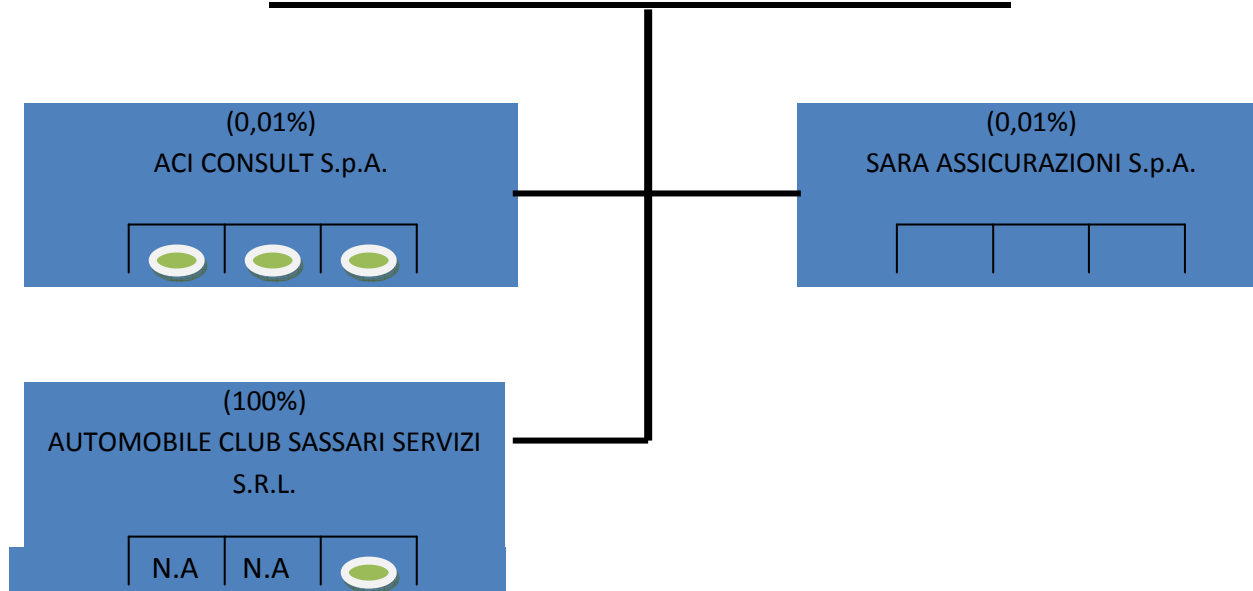 (0,01%)
ACI CONSULT S.p.A.
(0,01%)
SARA ASSICURAZIONI S.p.A.
(100%)
AUTOMOBILE CLUB SASSARI SERVIZI
S.R.L.
N.A N.A